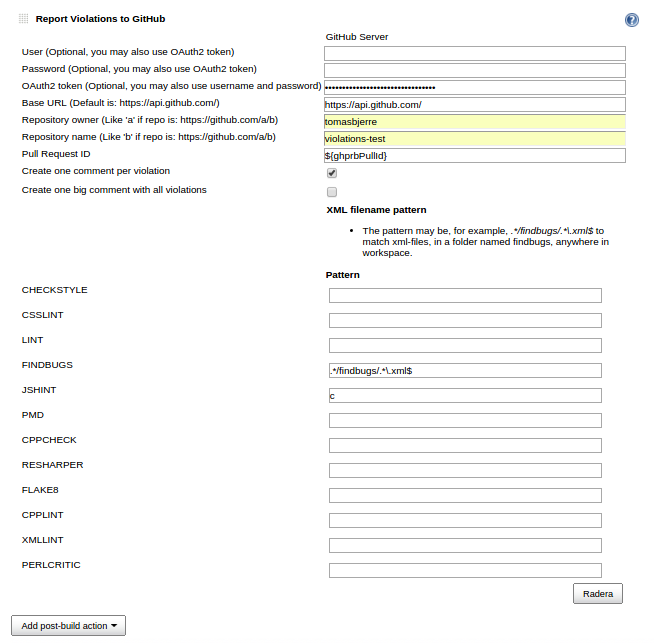 Report Violations to GitHub
?
GitHub Server
User (Optional, you may also use OAuth2 token)
Password (Optional, you may also use OAuth2 token)
OAuth2 token (Optional, you may also use username and password) ••••••••••••••••••••••••••••••••
Base URL (Default is: https://api.github.com/) https://api.github.com/
Repository owner (Like 'a' if repo is: https://github.com/a/b) tomasbjerre
Repository name (Like 'b' if repo is: https://github.com/a/b) violations-test
Pull Request ID ${ghprbPullId}
Create one comment per violation
Create one big comment with all violations
XML filename pattern
• The pattern may be, for example, .*/findbugs/.*\.xml$ to
match xml-files, in a folder named findbugs, anywhere in
workspace.
Pattern
CHECKSTYLE
CSSLINT
LINT
FINDBUGS .*/findbugs/.*\.xml$
JSHINT c
PMD
CPPCHECK
RESHARPER
FLAKE8
CPPLINT
XMLLINT
PERLCRITIC
Radera
Add post-build action